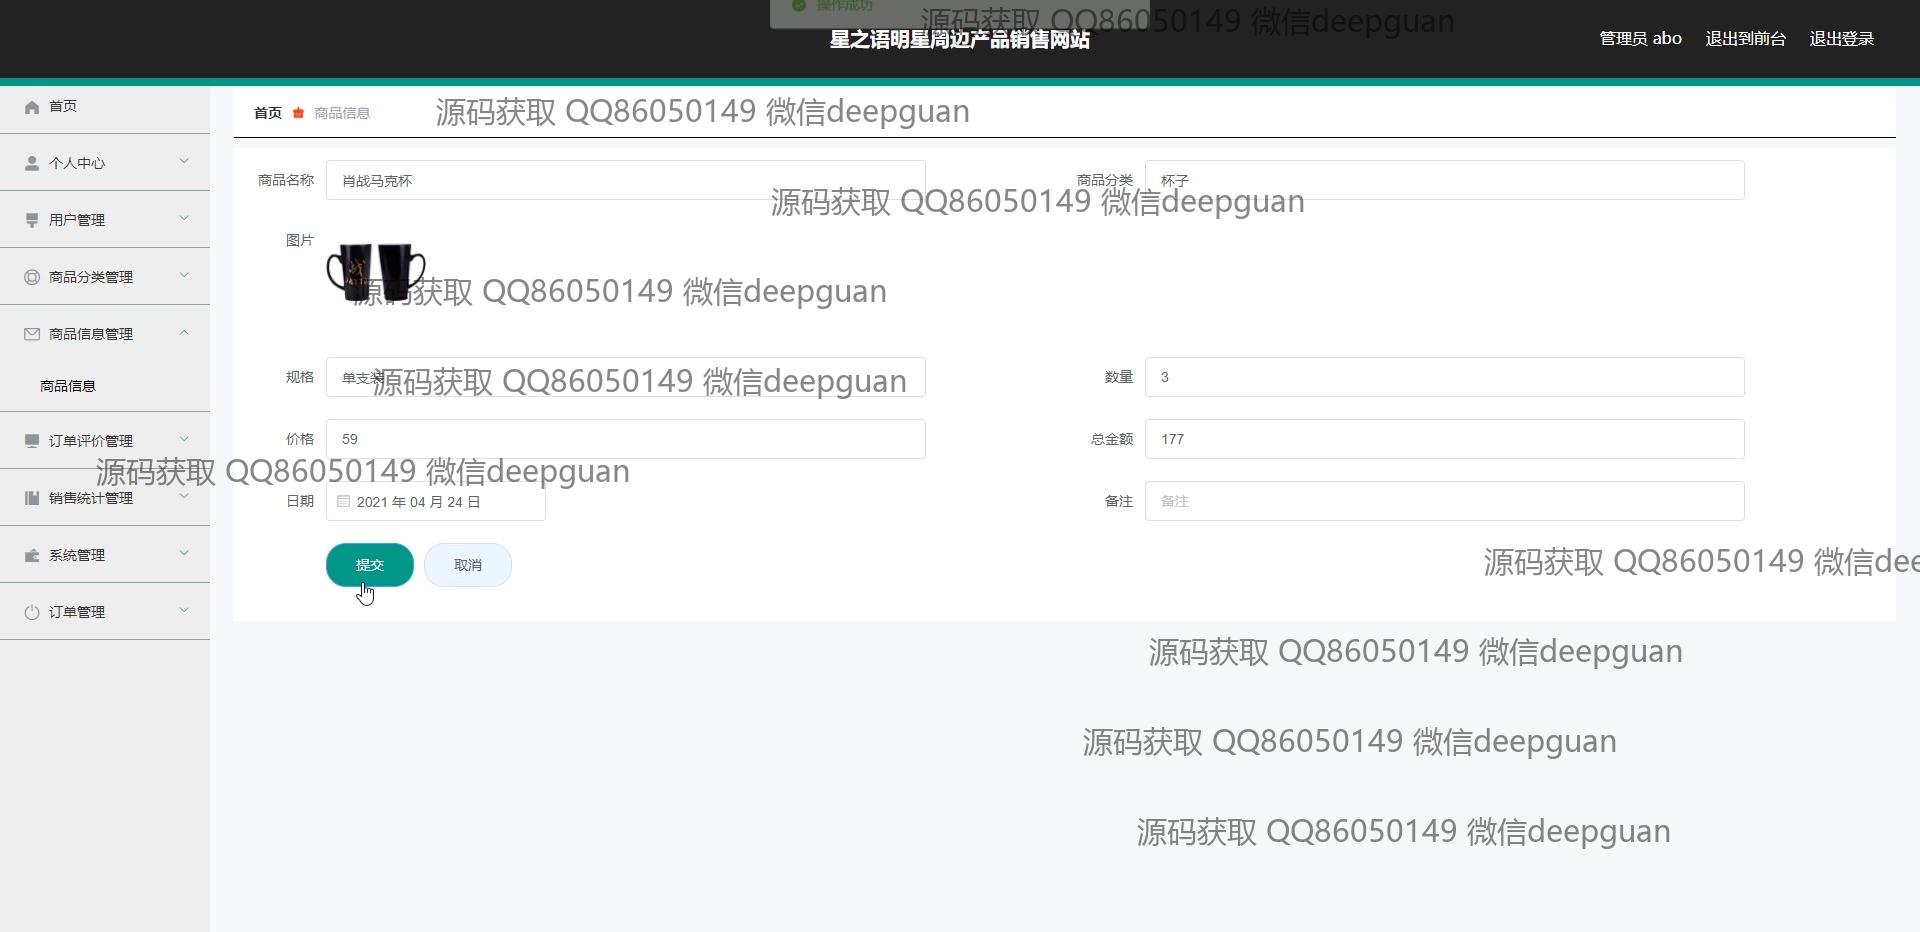 操作成功
源码获取 QQ86050149 微信deepguan
星之语明星周边产品销售网站
管理员 abo 退出到前台 退出登录
首页
首页 商品信息
源码获取 QQ86050149 微信deepguan
个人中心
商品名称 肖战马克杯
商品分类 杯子
源码获取 QQ86050149 微信deepguan
用户管理
图片
商品分类管理
源码获取 QQ86050149 微信deepguan
商品信息管理
商品信息
规格 单支装
源码获取 QQ86050149 微信deepguan
数量 3
订单评价管理
价格 59
总金额 177
源码获取 QQ86050149 微信deepguan
销售统计管理
日期 2021 年 04 月 24 日
备注 备注
系统管理
提交 取消
源码获取 QQ86050149 微信dee
订单管理
源码获取 QQ86050149 微信deepguan
源码获取 QQ86050149 微信deepguan
源码获取 QQ86050149 微信deepguan